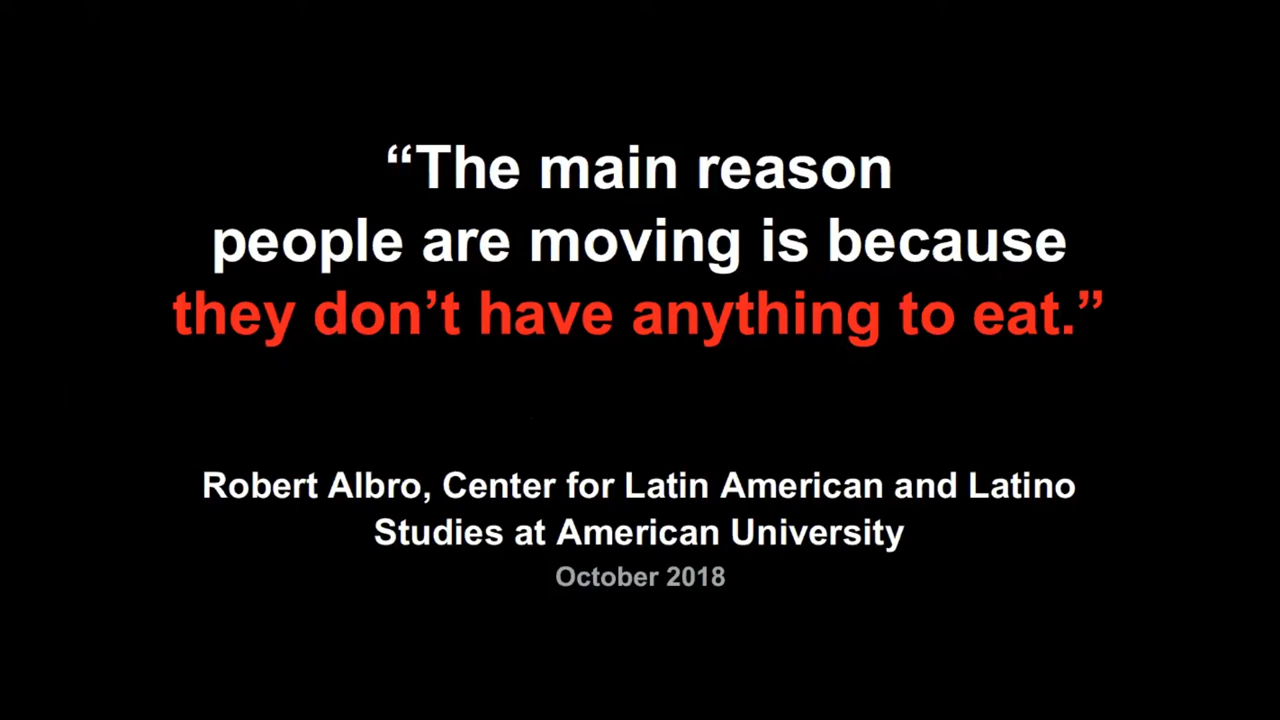 “The main reason
people are moving is because
they don’t have anything to eat.”
Robert Albro, Center for Latin American and Latino
Studies at American University
October 2018